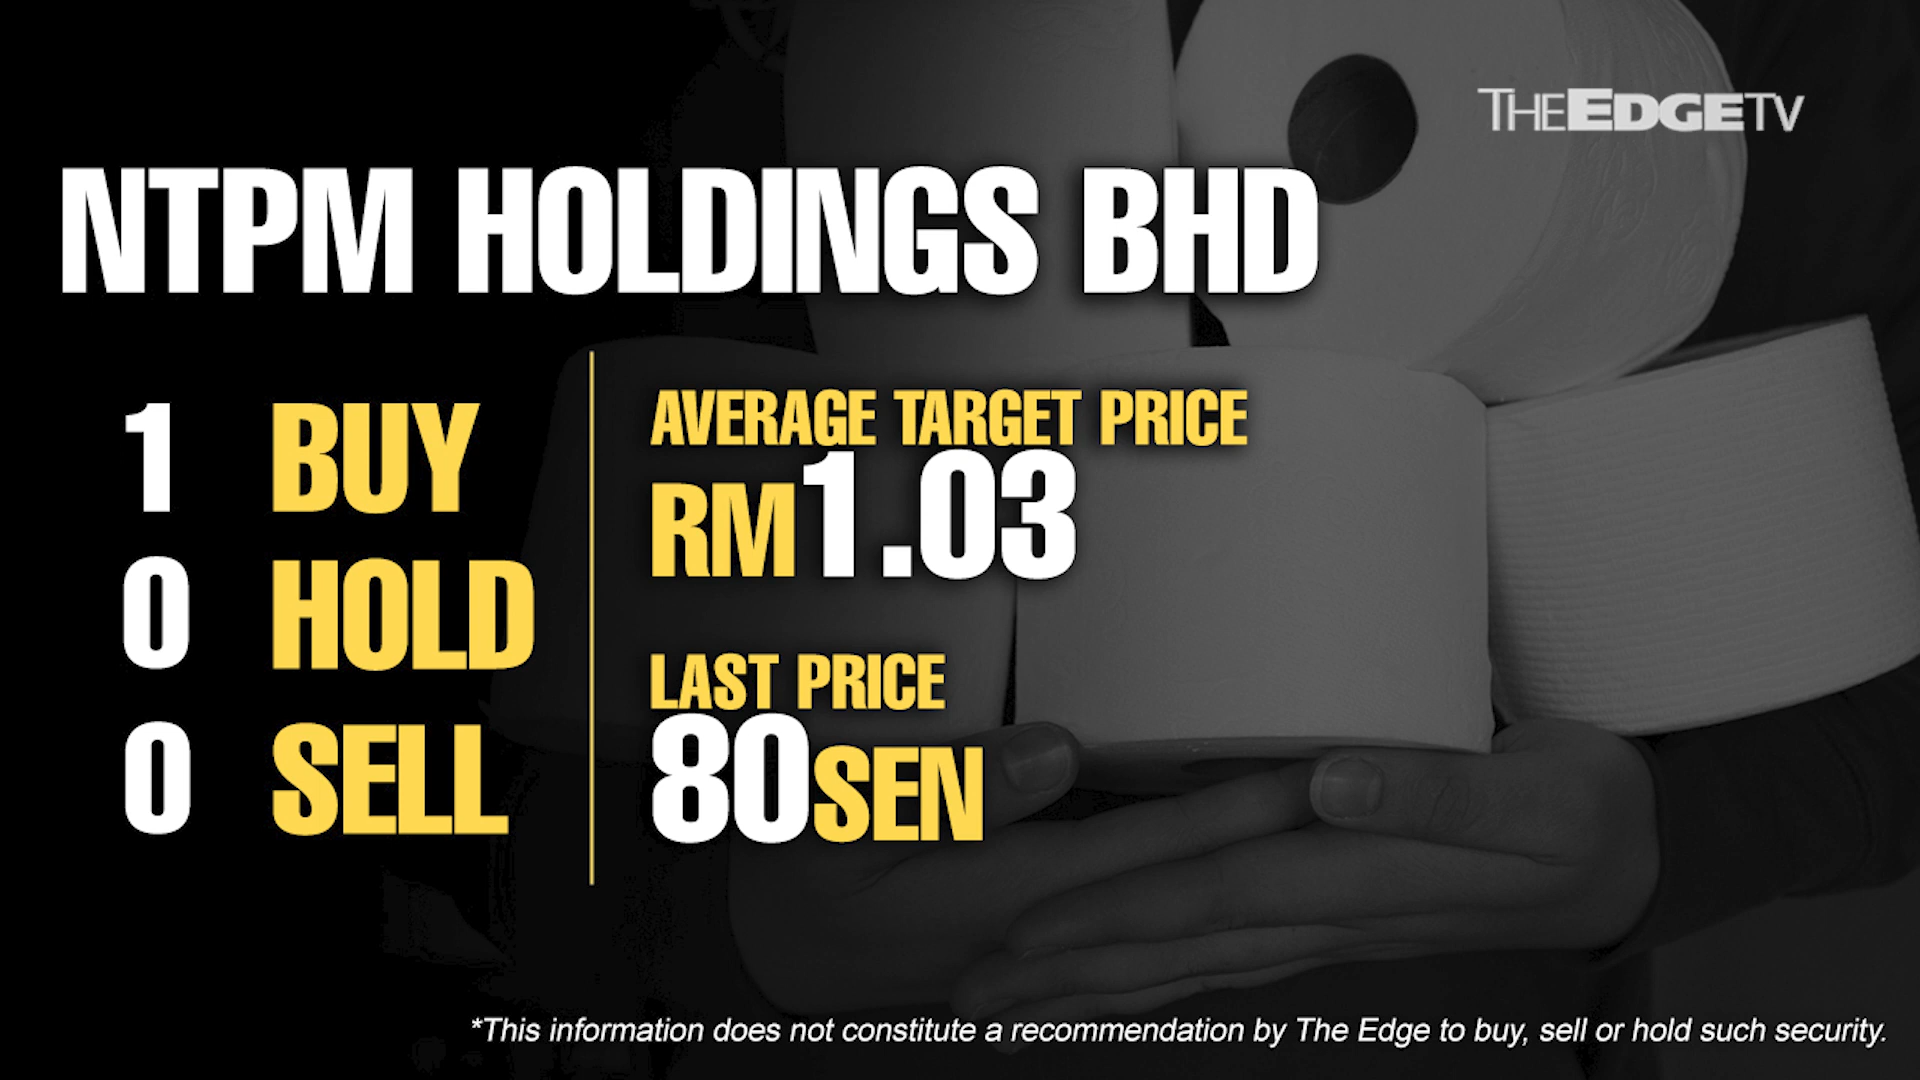 THEEDGETV
NTPM HOLDINGS BHD
1 BUY
0 HOLD
0 SELL
AVERAGE TARGET PRICE
RM1.03
LAST PRICE
80SEN
*This information does not constitute a recommendation by The Edge to buy, sell or hold such security.